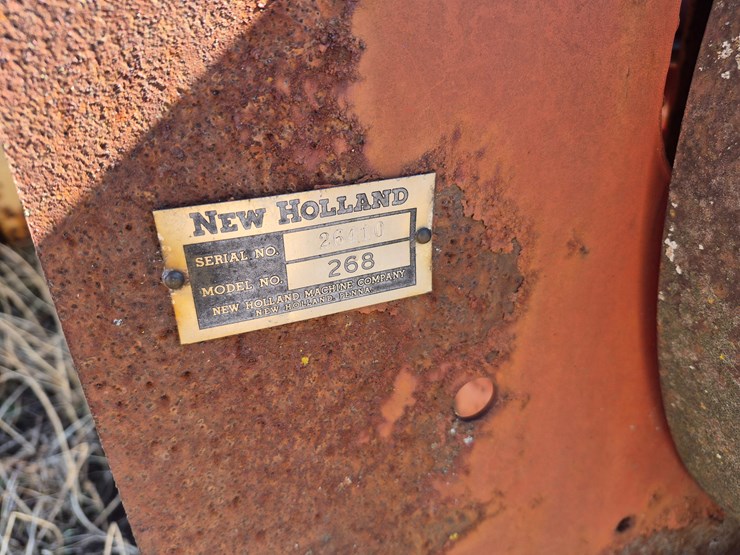 NEW HOLLAND
SERIAL NO.
MODEL NO. 268
NEW HOLLAND MACHINE COMPANY
NEW HOLLAND, PENNA.